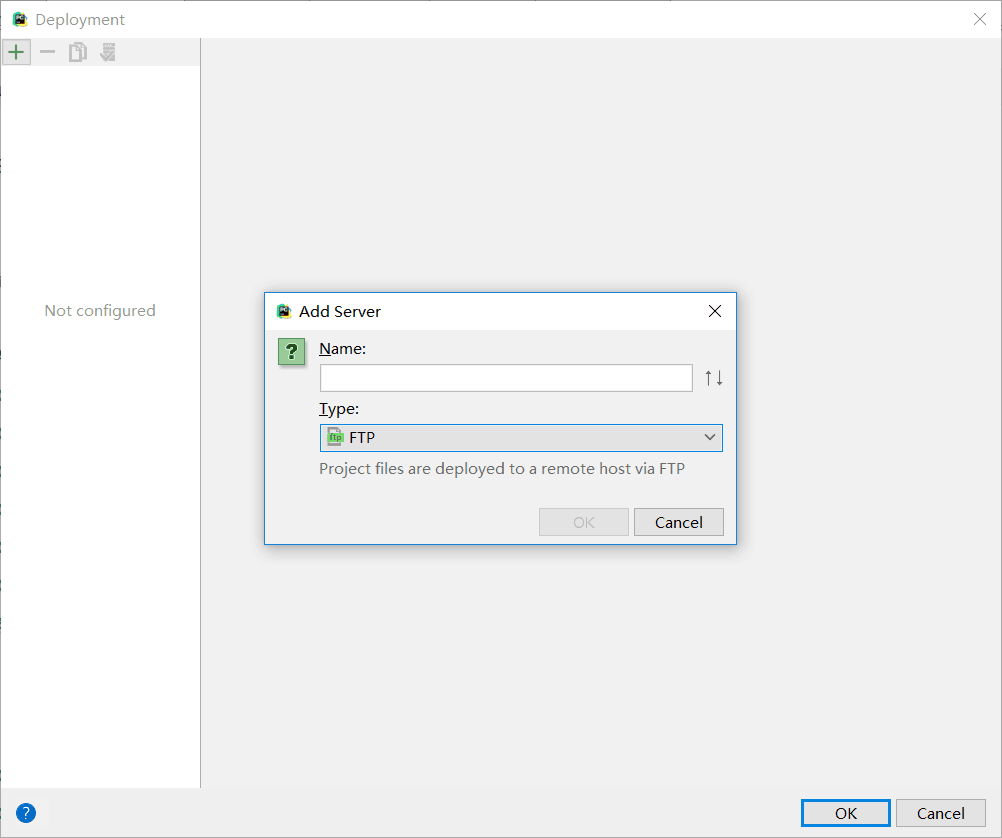 Deployment
Not configured
Add Server
?
Name:
Type:
ftp FTP
Project files are deployed to a remote host via FTP
OK Cancel
? OK Cancel